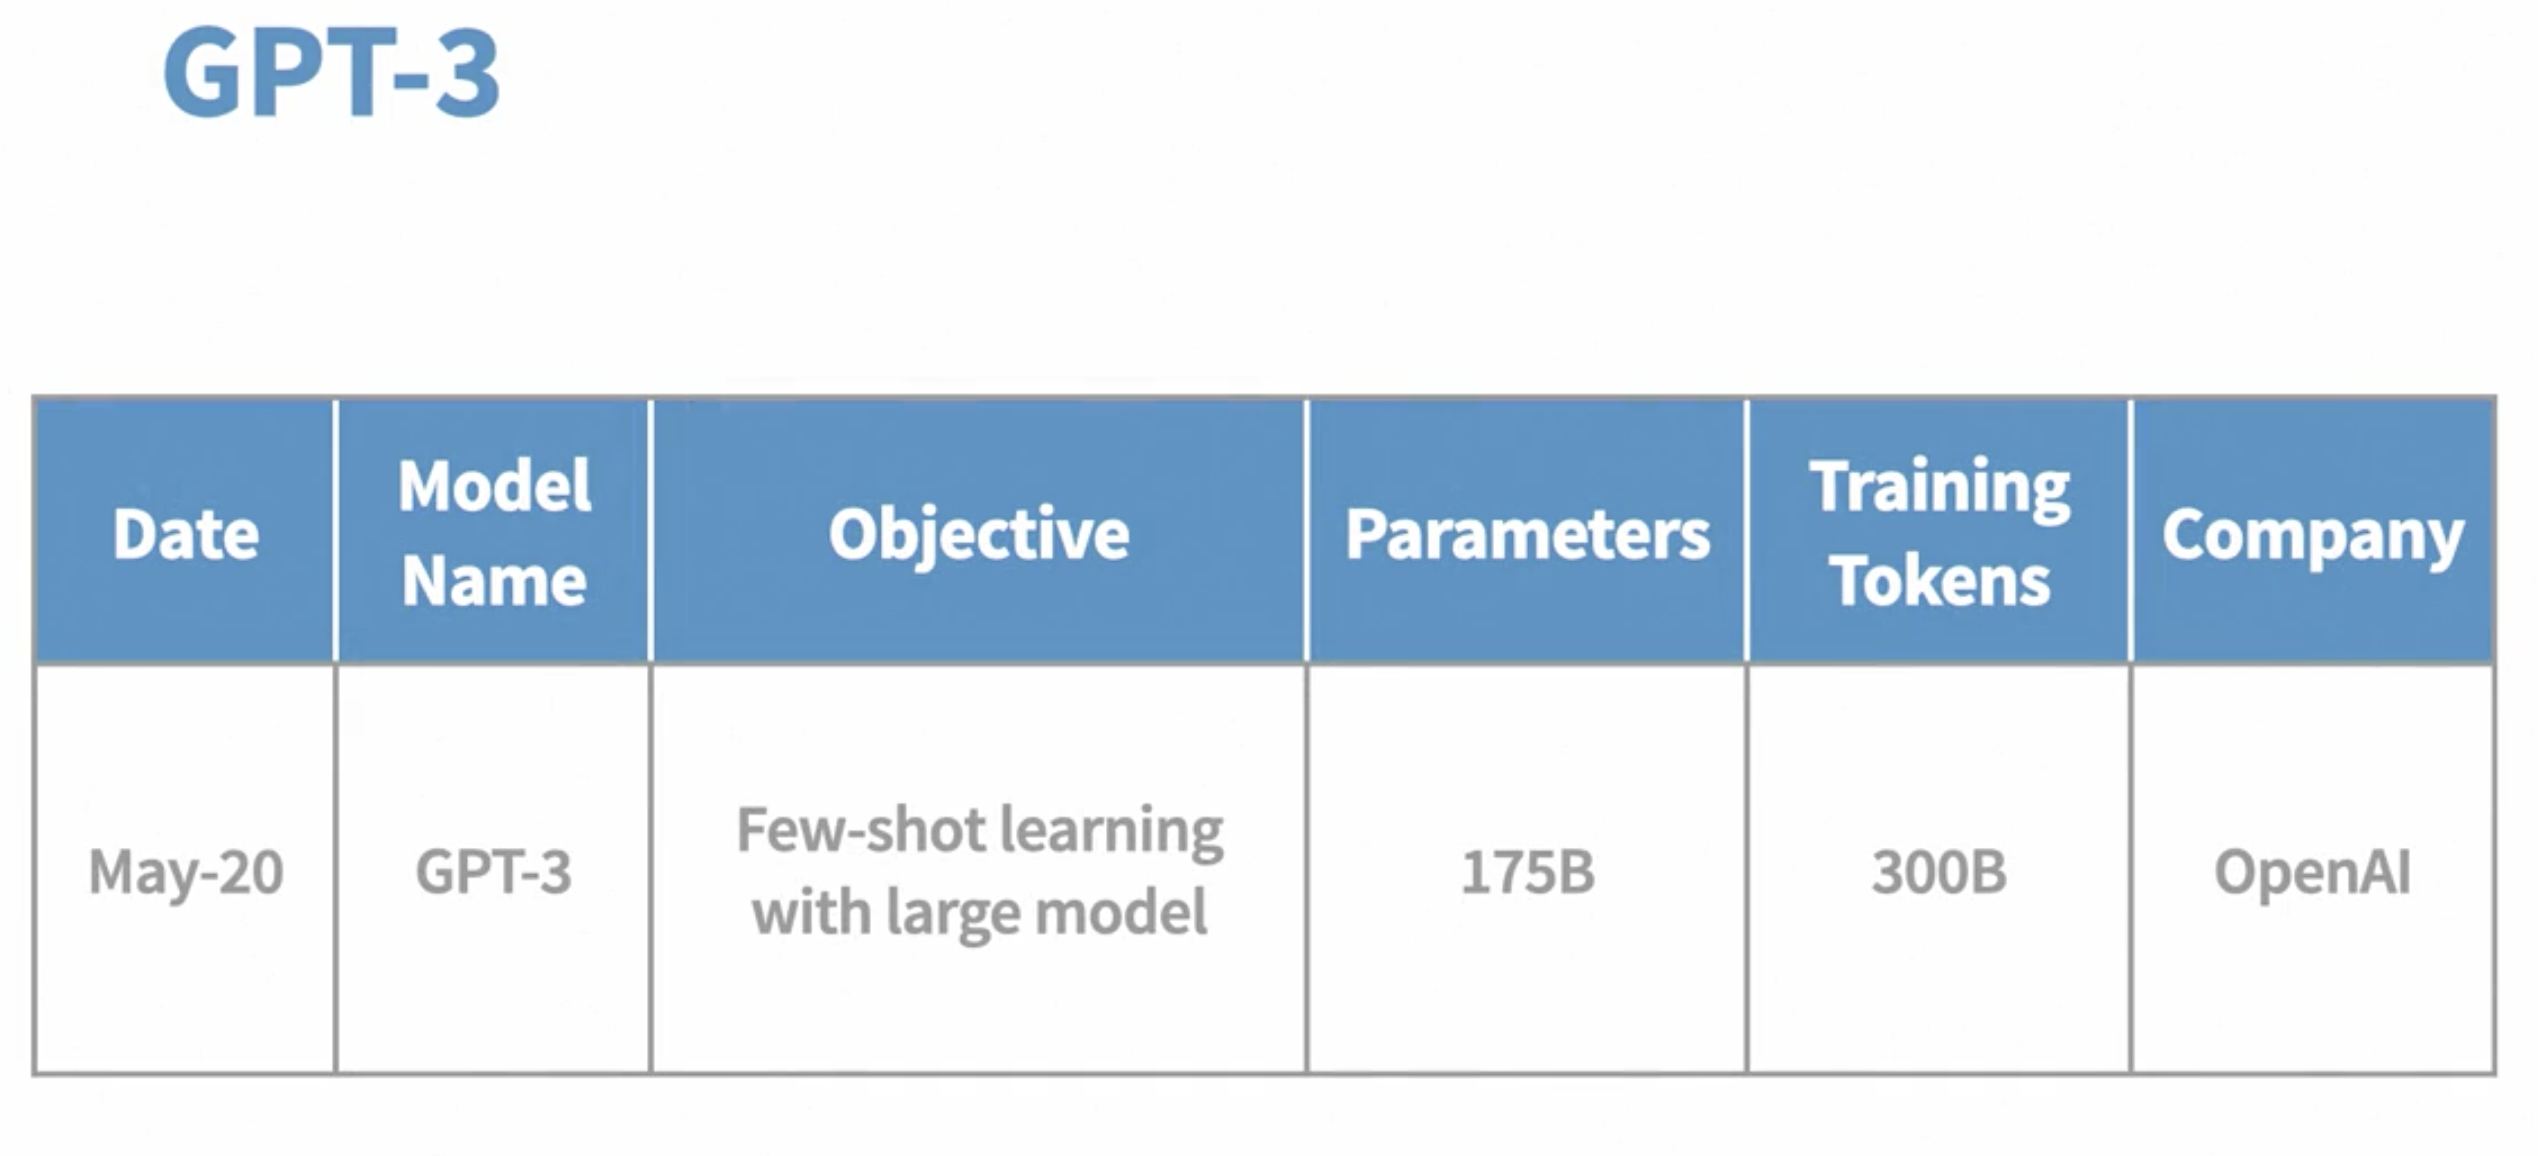 GPT-3
Date
Model
Name
Objective
Parameters
Training
Tokens
Company
May-20
GPT-3
Few-shot learning
with large model
175B
300B
OpenAI